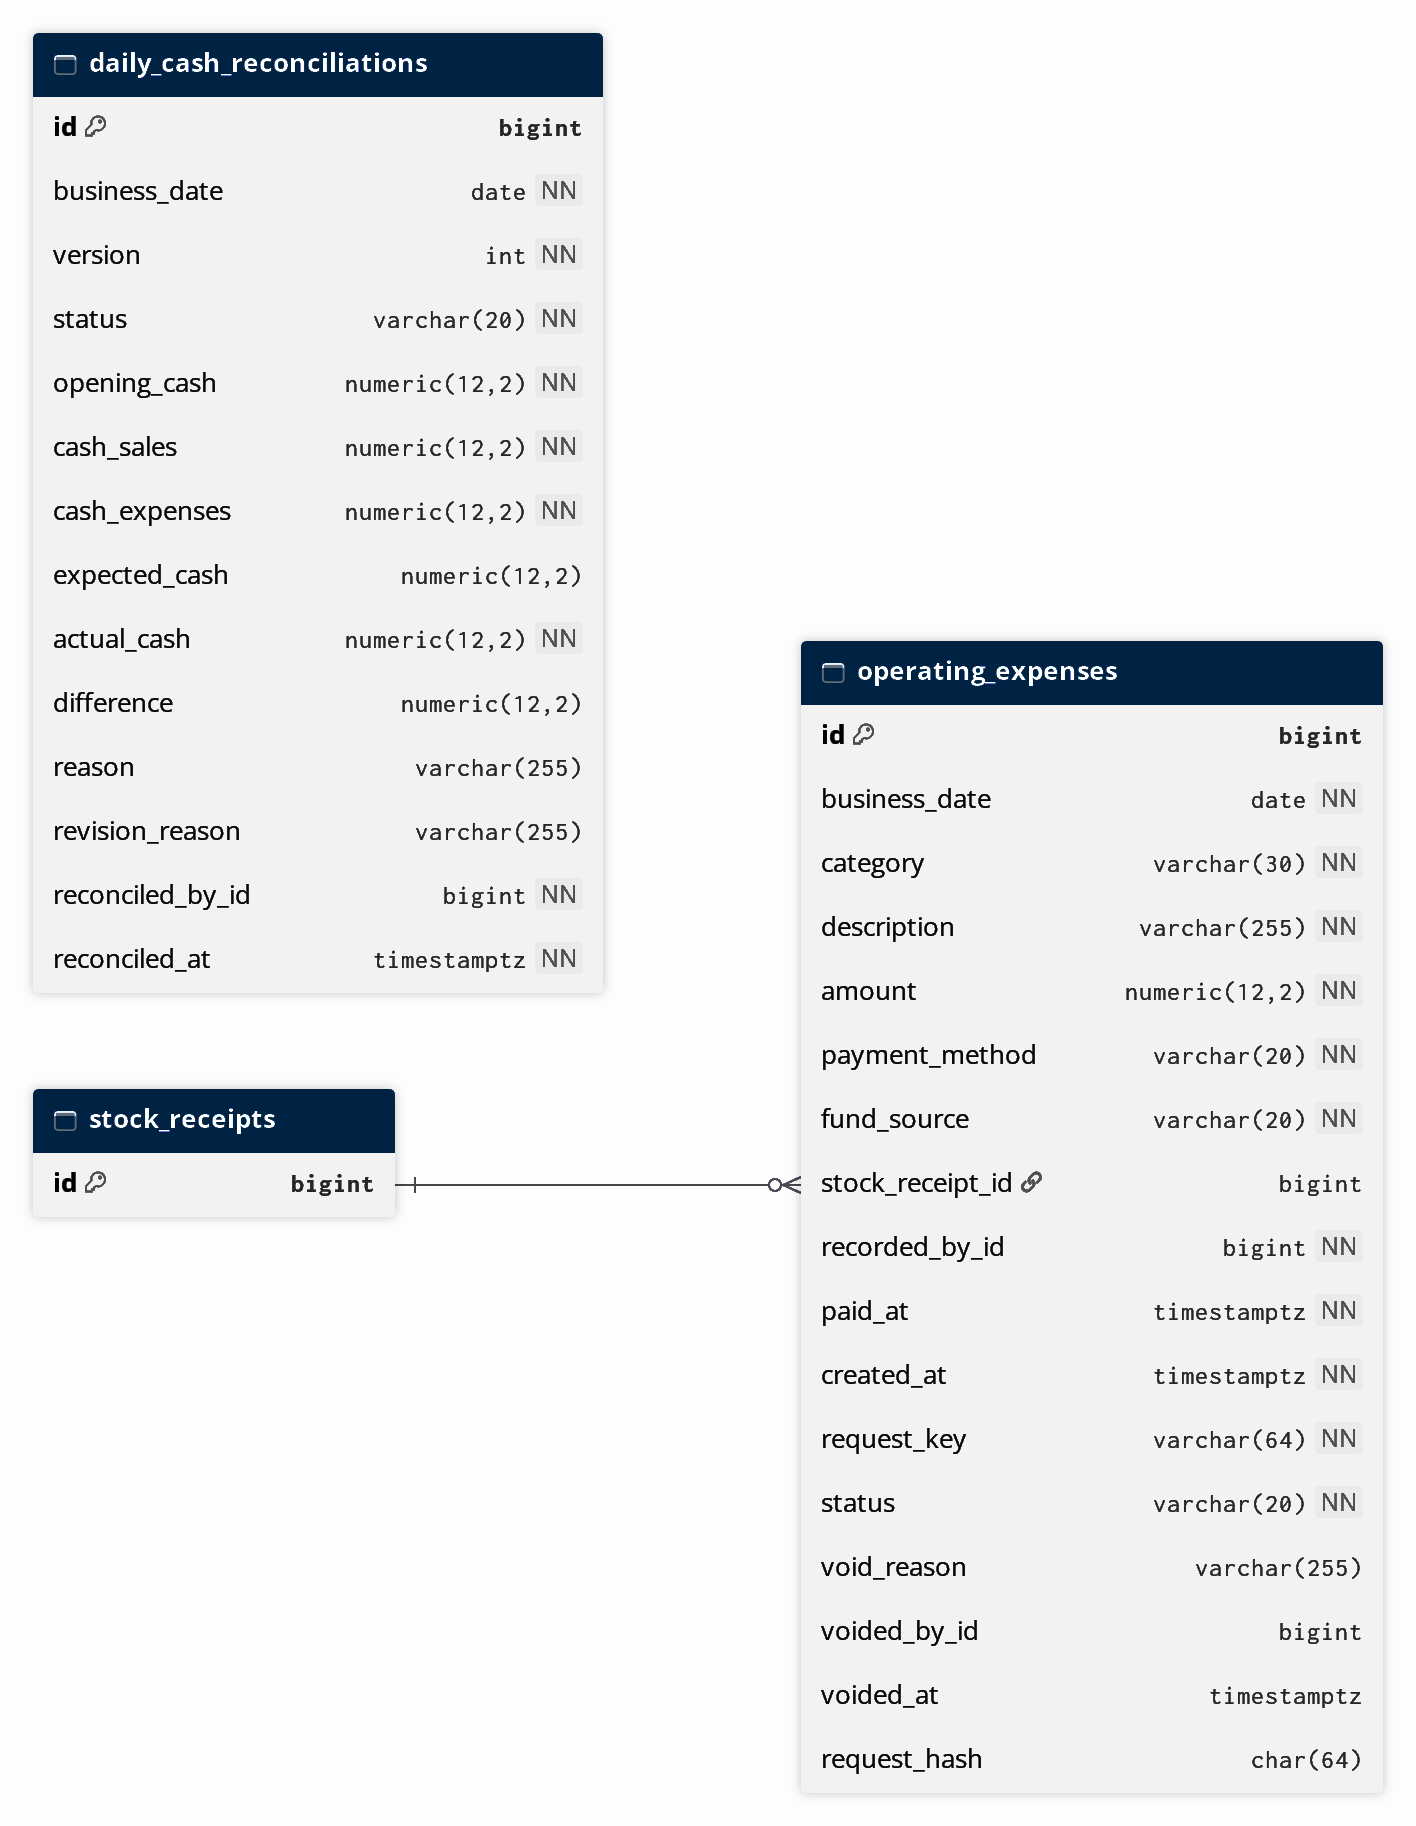 daily_cash_reconciliations
id bigint
business_date date NN
version int NN
status varchar(20) NN
opening_cash numeric(12,2) NN
cash_sales numeric(12,2) NN
cash_expenses numeric(12,2) NN
expected_cash numeric(12,2)
actual_cash numeric(12,2) NN
difference numeric(12,2)
reason varchar(255)
revision_reason varchar(255)
reconciled_by_id bigint NN
reconciled_at timestamptz NN
stock_receipts
id bigint
operating_expenses
id bigint
business_date date NN
category varchar(30) NN
description varchar(255) NN
amount numeric(12,2) NN
payment_method varchar(20) NN
fund_source varchar(20) NN
stock_receipt_id bigint
recorded_by_id bigint NN
paid_at timestamptz NN
created_at timestamptz NN
request_key varchar(64) NN
status varchar(20) NN
void_reason varchar(255)
voided_by_id bigint
voided_at timestamptz
request_hash char(64)